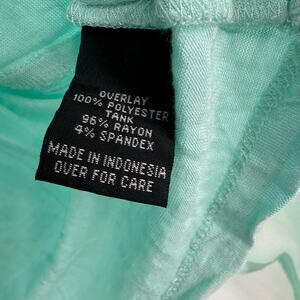 OVERLAY
100% POLYESTER
TANK
96% RAYON
4% SPANDEX
MADE IN INDONESIA
OVER FOR CARE